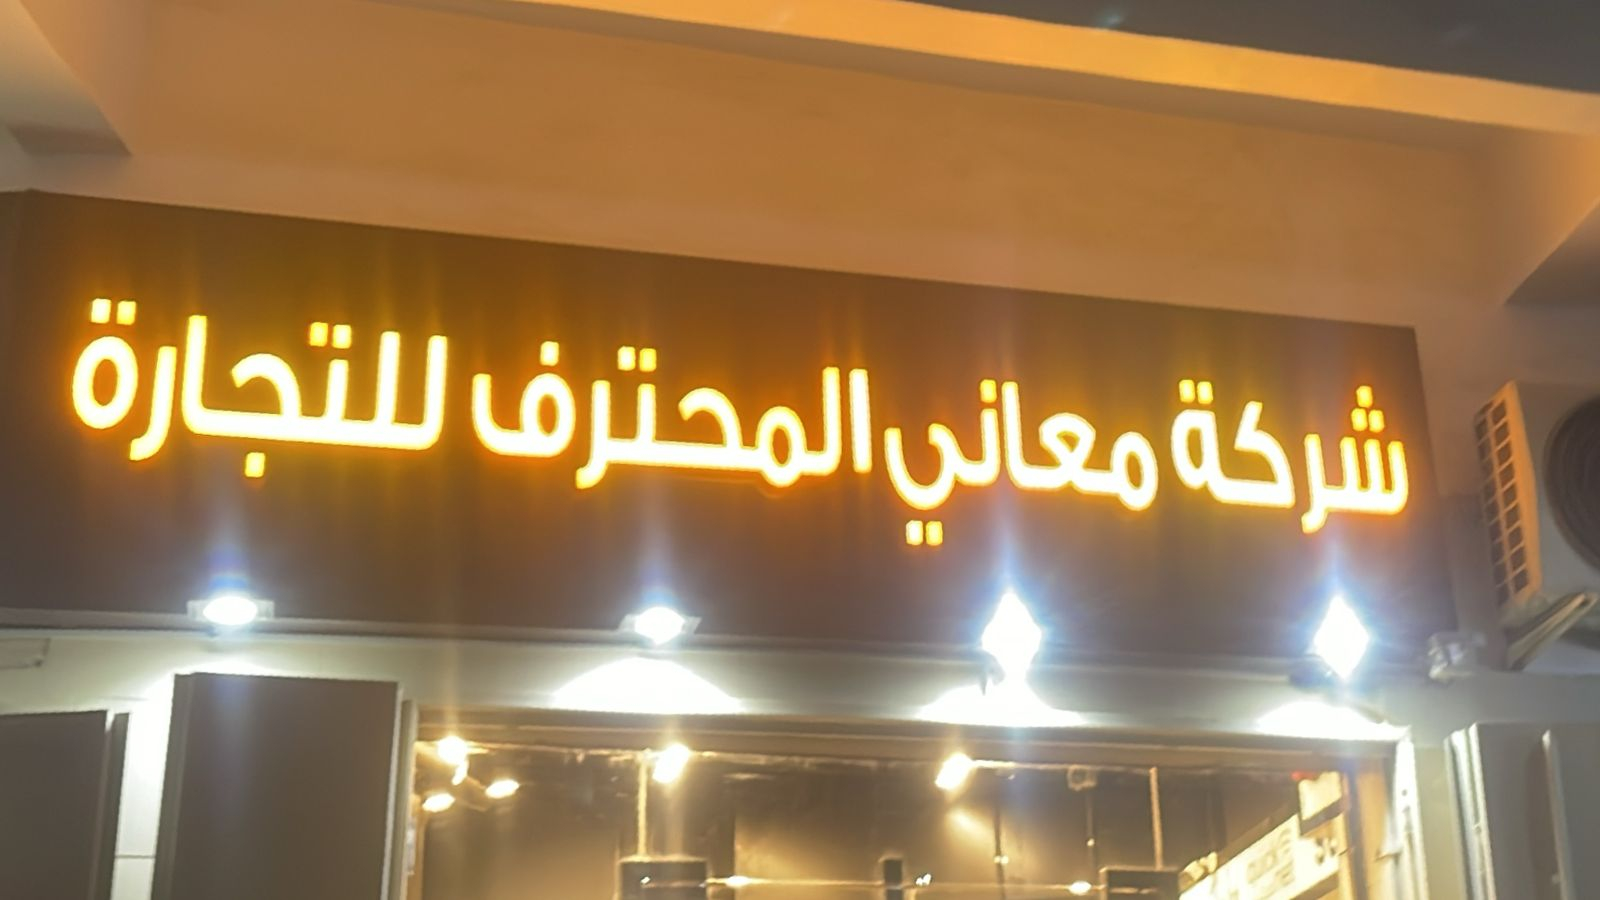 شركة معاني المحترف للتجارة